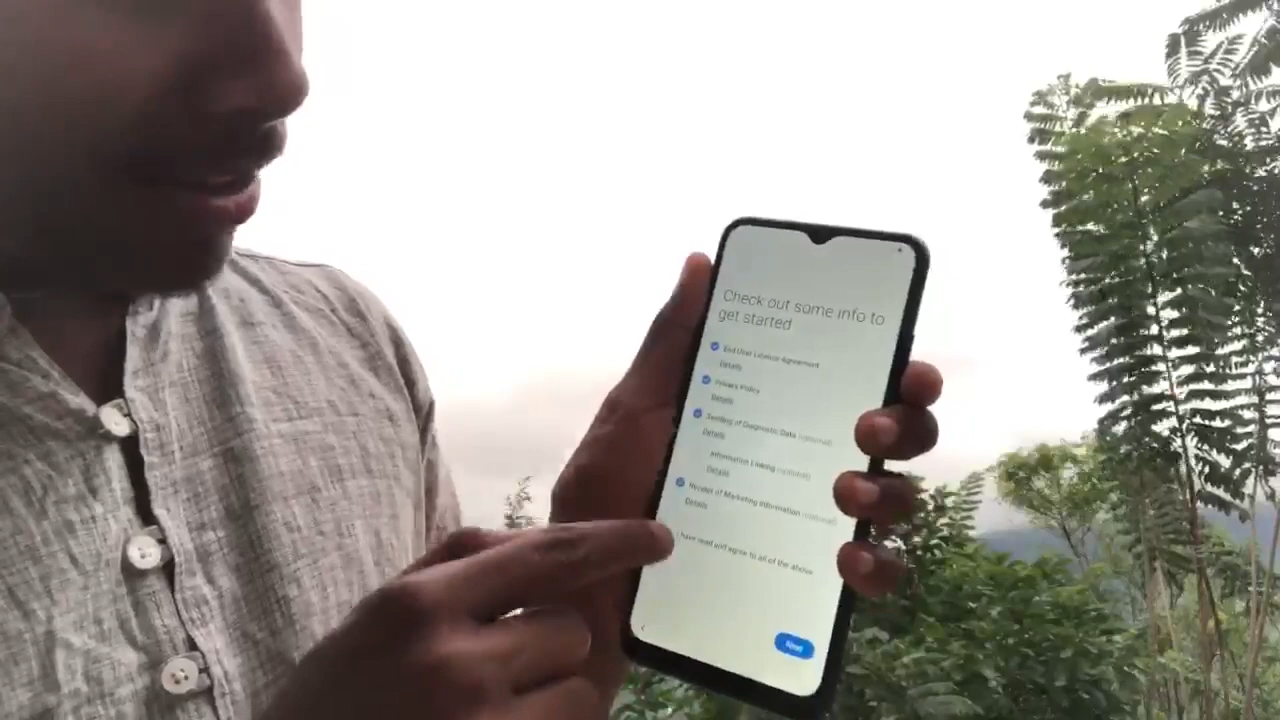 Check out some info to
get started
End User Licence Agreement
Details
Privacy Policy
Details
Sending of Diagnostic Data (optional)
Details
Information Linking (optional)
Details
Receipt of Marketing Information (optional)
Details
have read and agree to all of the above
Next